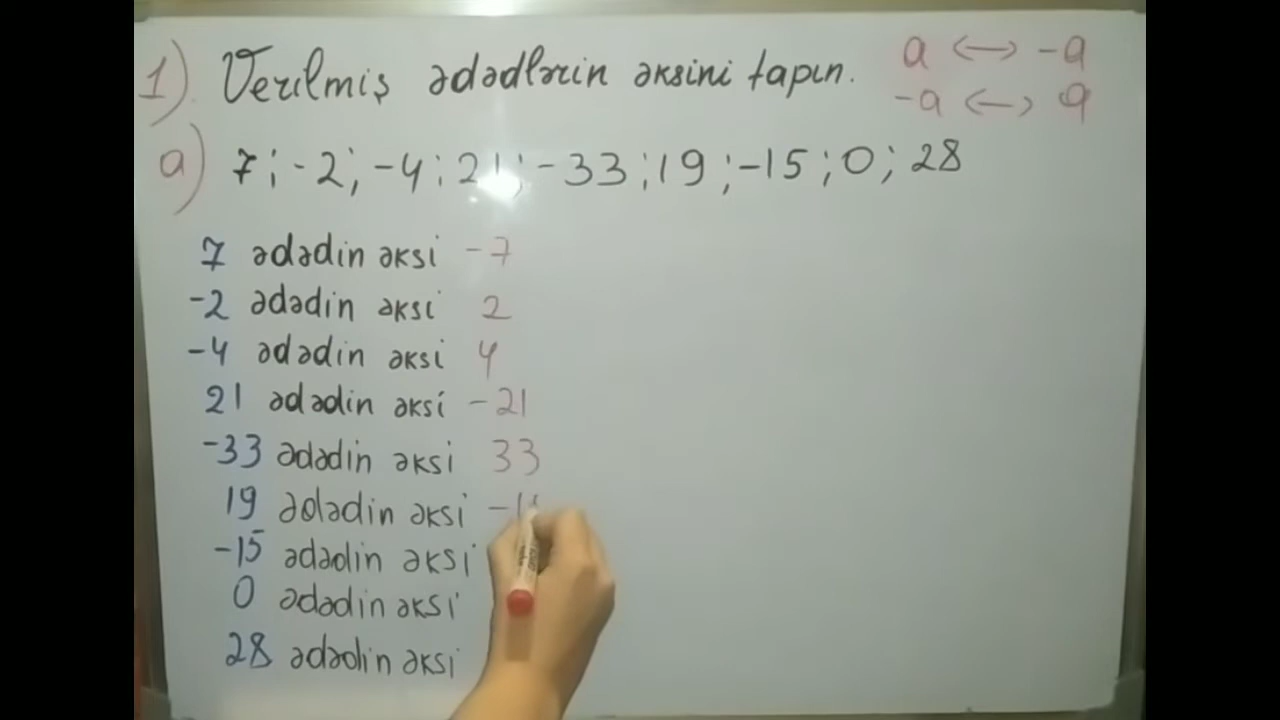 1) Verilmiş ədədlərin əksini tapın.
a ⟷ -a
-a ⟷ a
a) 7; -2; -4; 21; -33; 19; -15; 0; 28
7 ədədin əksi -7
-2 ədədin əksi 2
-4 ədədin əksi 4
21 ədədin əksi -21
-33 ədədin əksi 33
19 ədədin əksi
-15 ədədin əksi
0 ədədin əksi
28 ədədin əksi